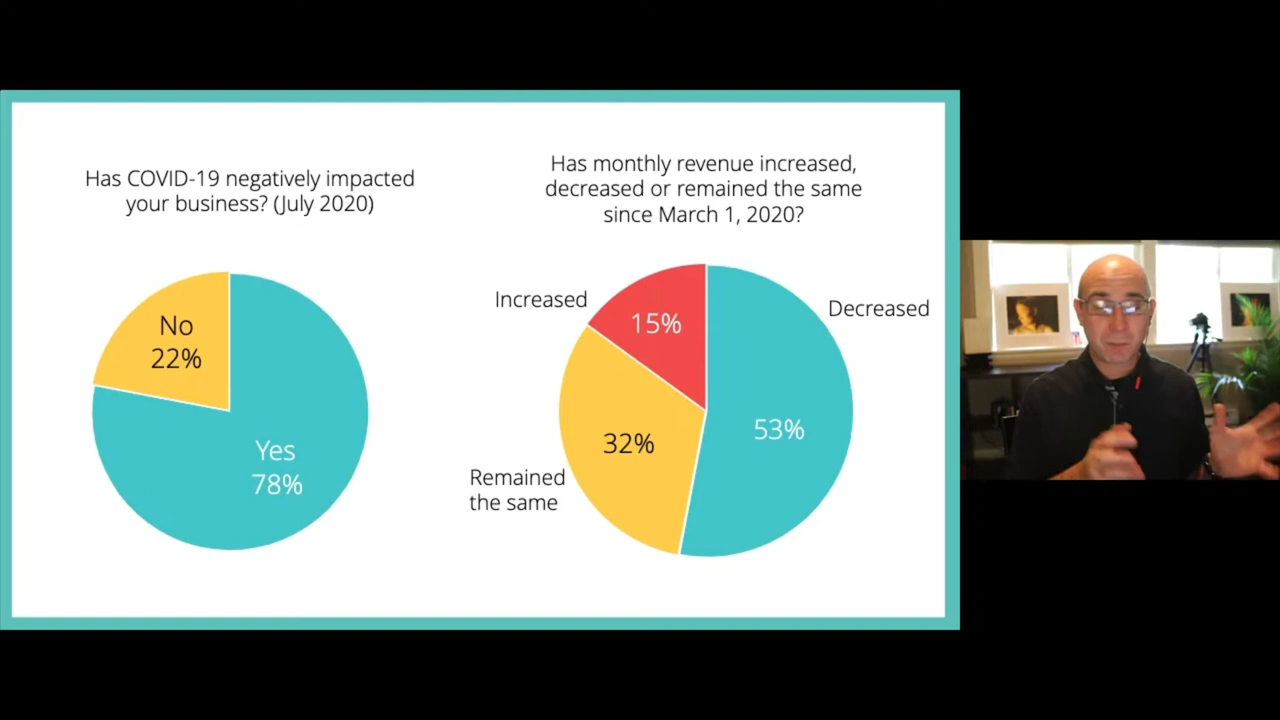 Has COVID-19 negatively impacted
your business? (July 2020)
No
22%
Yes
78%
Has monthly revenue increased,
decreased or remained the same
since March 1, 2020?
Increased
15%
Decreased
53%
32%
Remained
the same